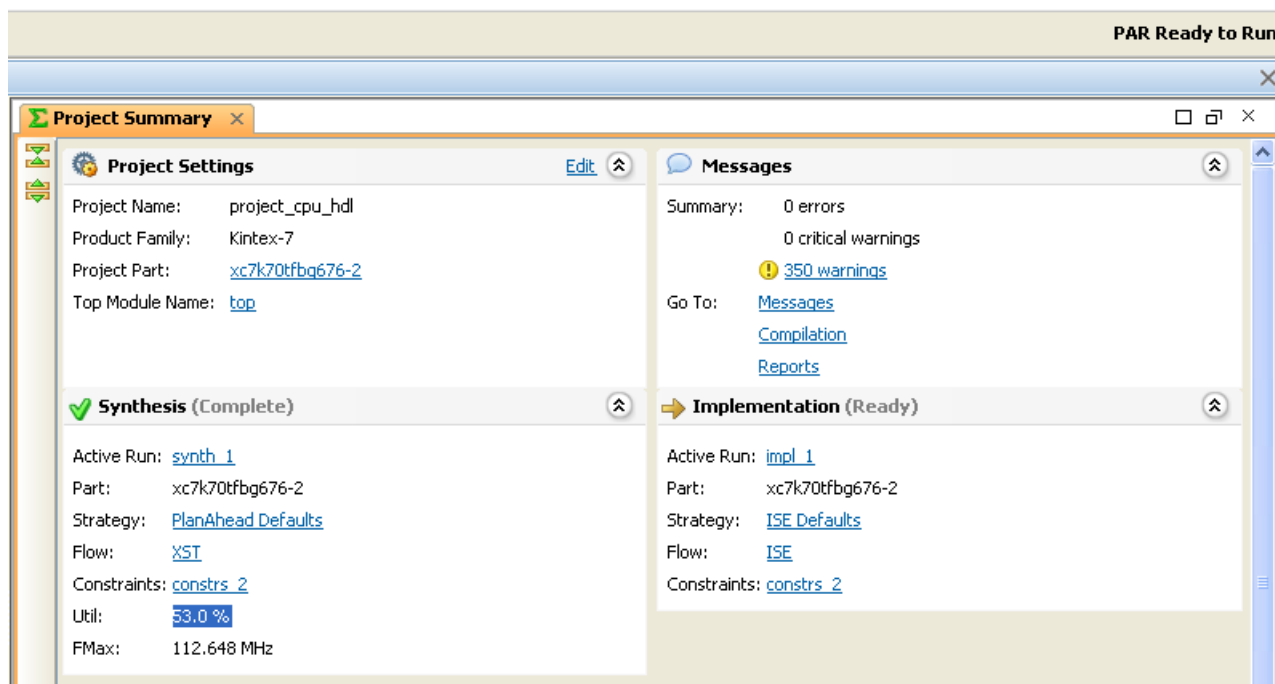 PAR Ready to Run
Project Summary
Project Settings Edit
Project Name: project_cpu_hdl
Product Family: Kintex-7
Project Part: xc7k70tfbg676-2
Top Module Name: top
Messages
Summary: 0 errors
0 critical warnings
350 warnings
Go To: Messages
Compilation
Reports
Synthesis (Complete)
Active Run: synth_1
Part: xc7k70tfbg676-2
Strategy: PlanAhead Defaults
Flow: XST
Constraints: constrs_2
Util: 53.0 %
FMax: 112.648 MHz
Implementation (Ready)
Active Run: impl_1
Part: xc7k70tfbg676-2
Strategy: ISE Defaults
Flow: ISE
Constraints: constrs_2